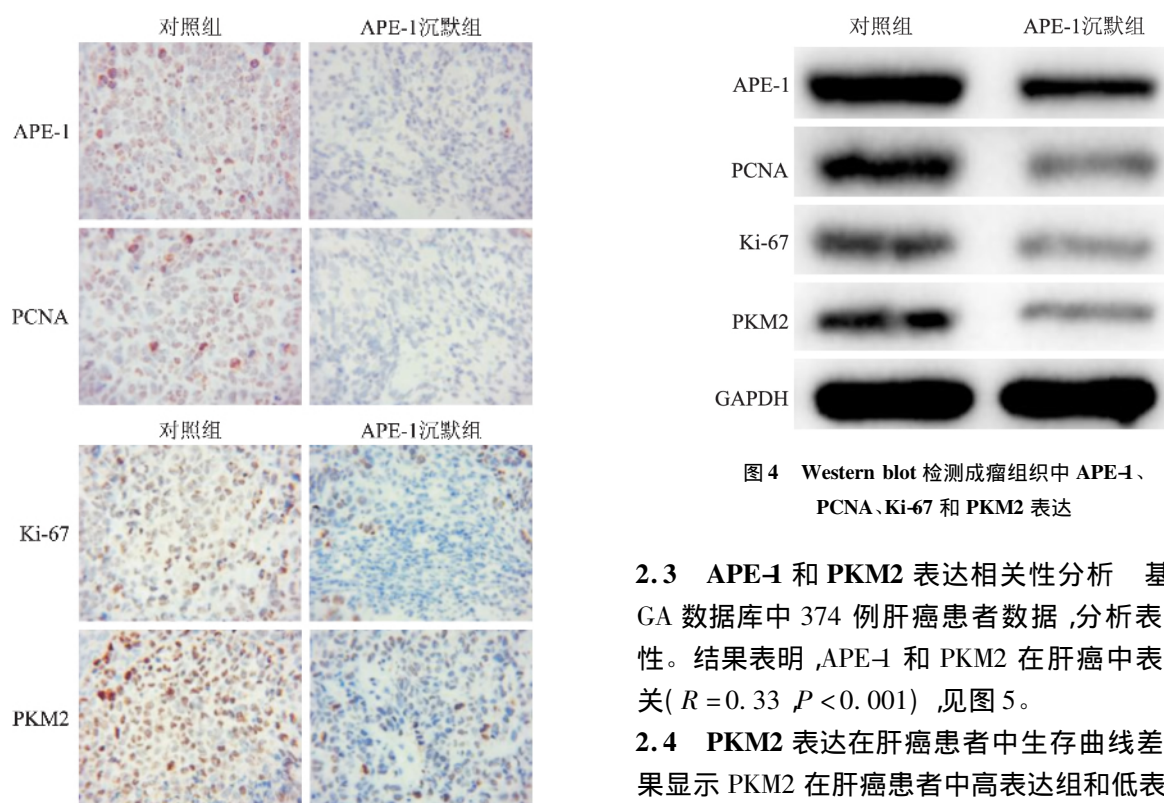 对照组 APE-1沉默组
APE-1
PCNA
对照组 APE-1沉默组
Ki-67
PKM2
对照组 APE-1沉默组
APE-1
PCNA
Ki-67
PKM2
GAPDH
图4 Western blot 检测成瘤组织中 APE-1、
PCNA、Ki-67 和 PKM2 表达
2.3 APE-1 和 PKM2 表达相关性分析 基
GA 数据库中 374 例肝癌患者数据,分析表
性。结果表明,APE-1 和 PKM2 在肝癌中表
关( R = 0. 33 ,P < 0. 001) ,见图 5。
2.4 PKM2 表达在肝癌患者中生存曲线差
果显示 PKM2 在肝癌患者中高表达组和低表